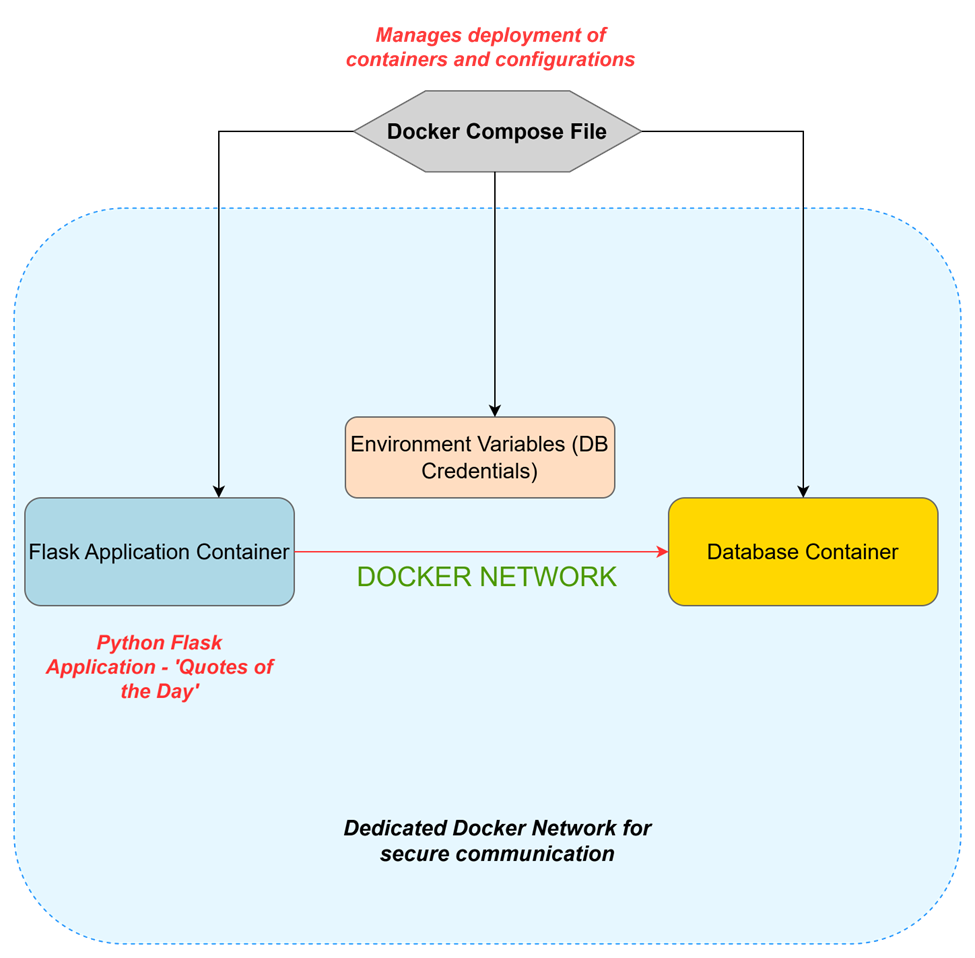 Manages deployment of
containers and configurations
Docker Compose File
Environment Variables (DB
Credentials)
Flask Application Container
Database Container
DOCKER NETWORK
Python Flask
Application - 'Quotes of
the Day'
Dedicated Docker Network for
secure communication